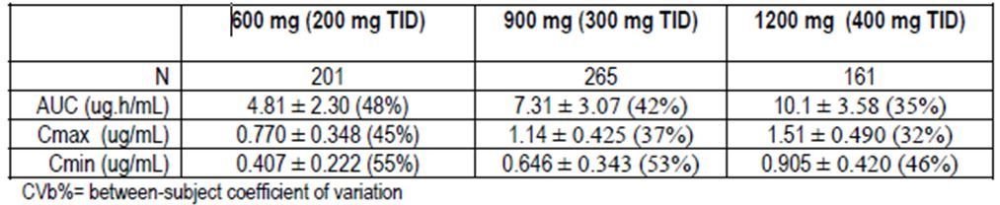 600 mg (200 mg TID) 900 mg (300 mg TID) 1200 mg (400 mg TID)
N 201 265 161
AUC (ug.h/mL) 4.81 ± 2.30 (48%) 7.31 ± 3.07 (42%) 10.1 ± 3.58 (35%)
Cmax (ug/mL) 0.770 ± 0.348 (45%) 1.14 ± 0.425 (37%) 1.51 ± 0.490 (32%)
Cmin (ug/mL) 0.407 ± 0.222 (55%) 0.646 ± 0.343 (53%) 0.905 ± 0.420 (46%)
CVb%= between-subject coefficient of variation